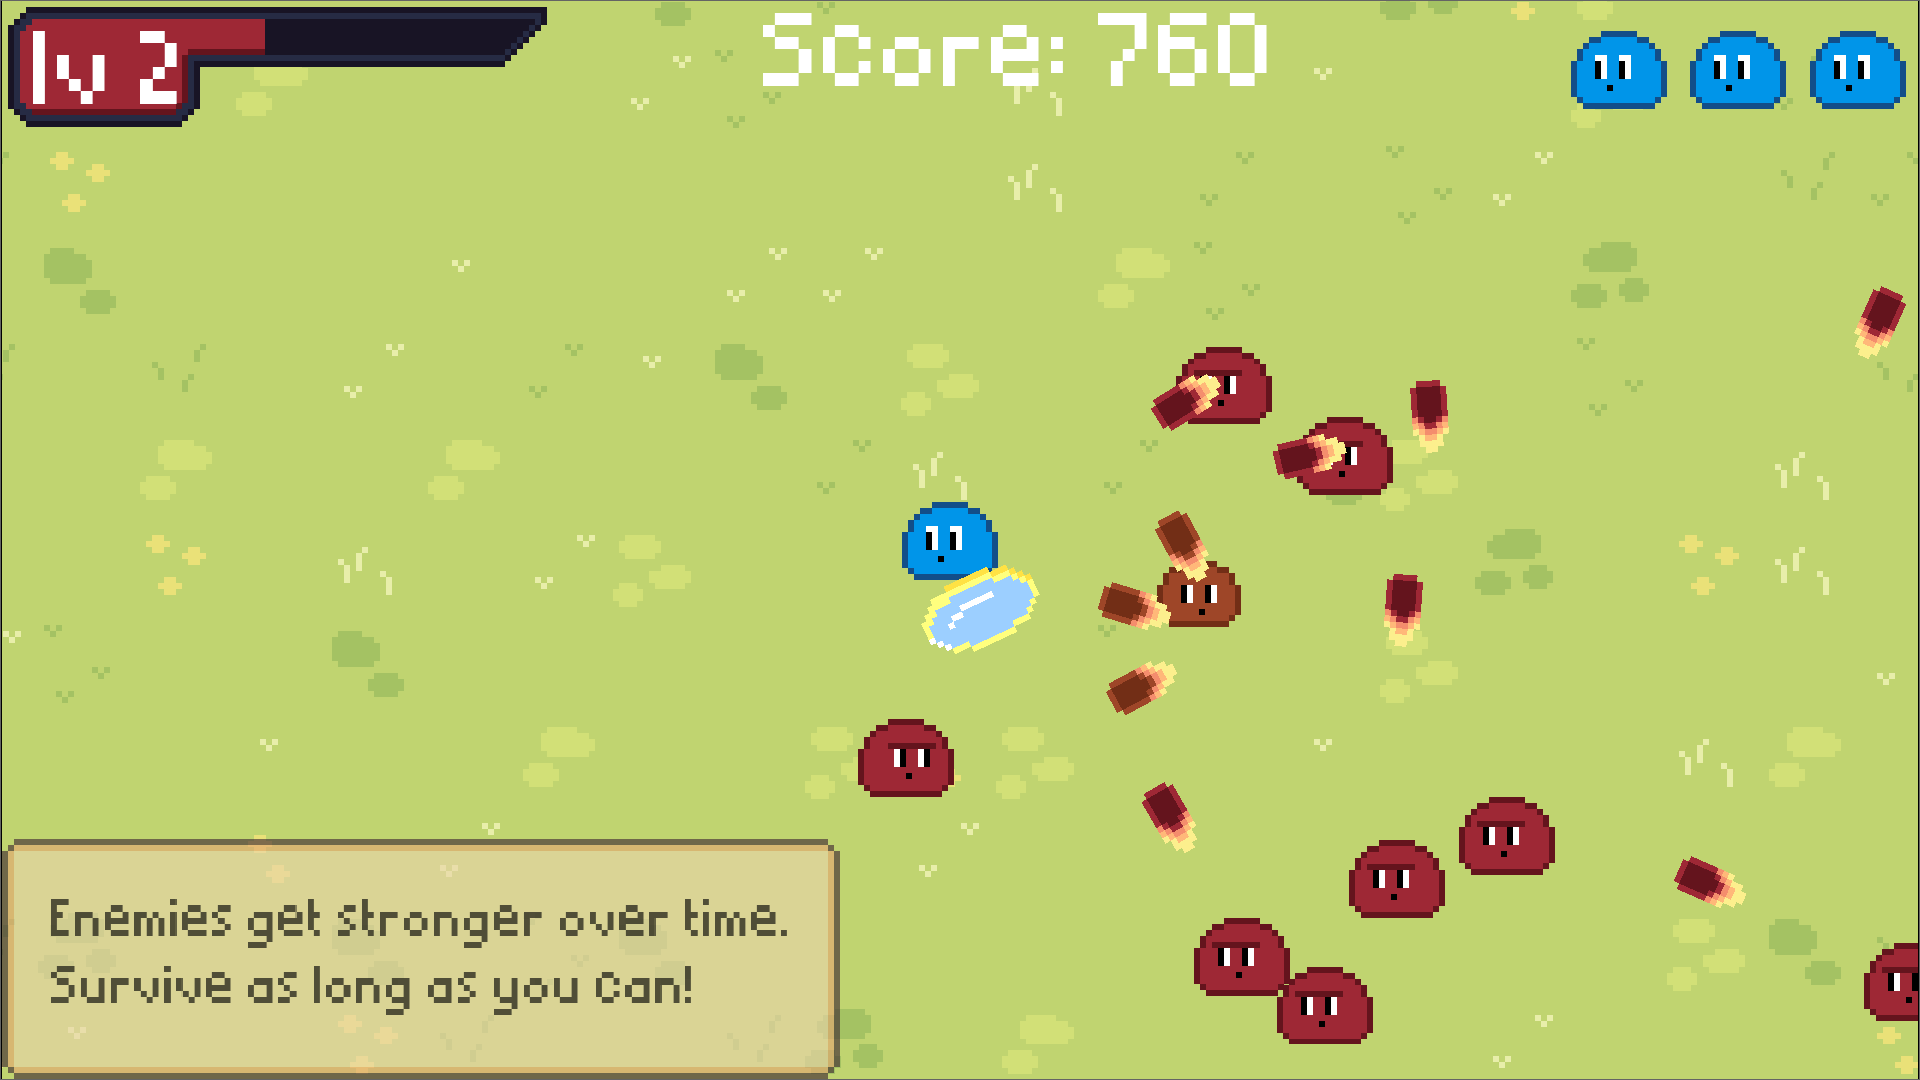 lv 2
Score: 760
Enemies get stronger over time.
Survive as long as you can!